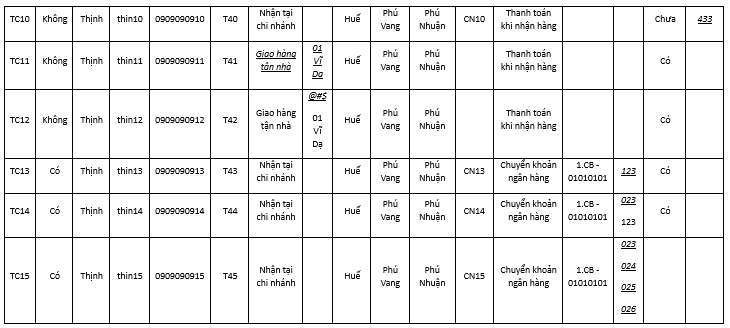 TC10 Không Thịnh thin10 0909090910 T40 Nhận tại chi nhánh Huế Phú Vang Phú Nhuận CN10 Thanh toán khi nhận hàng Chưa 433
TC11 Không Thịnh thin11 0909090911 T41 Giao hàng tân nhà 01 Vĩ Dạ Huế Phú Vang Phú Nhuận Thanh toán khi nhận hàng Có
TC12 Không Thịnh thin12 0909090912 T42 Giao hàng tận nhà @#$ 01 Vĩ Dạ Huế Phú Vang Phú Nhuận Thanh toán khi nhận hàng Có
TC13 Có Thịnh thin13 0909090913 T43 Nhận tại chi nhánh Huế Phú Vang Phú Nhuận CN13 Chuyển khoản ngân hàng 1.CB - 01010101 123 Có
TC14 Có Thịnh thin14 0909090914 T44 Nhận tại chi nhánh Huế Phú Vang Phú Nhuận CN14 Chuyển khoản ngân hàng 1.CB - 01010101 023 123 Có
TC15 Có Thịnh thin15 0909090915 T45 Nhận tại chi nhánh Huế Phú Vang Phú Nhuận CN15 Chuyển khoản ngân hàng 1.CB - 01010101 023 024 025 026